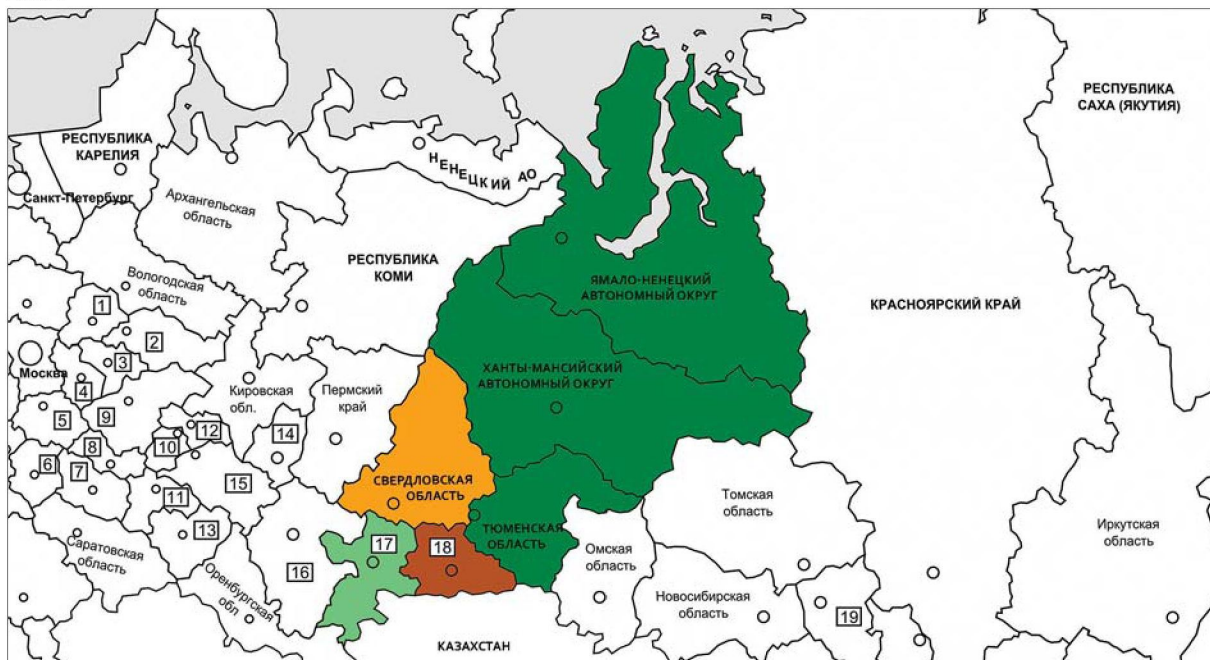 РЕСПУБЛИКА
САХА (ЯКУТИЯ)
РЕСПУБЛИКА
КАРЕЛИЯ
НЕНЕЦКИЙ АО
Санкт-Петербург
Архангельская
область
РЕСПУБЛИКА
КОМИ
Вологодская
область
ЯМАЛО-НЕНЕЦКИЙ
АВТОНОМНЫЙ ОКРУГ
КРАСНОЯРСКИЙ КРАЙ
1
2
3
Москва
4
ХАНТЫ-МАНСИЙСКИЙ
АВТОНОМНЫЙ ОКРУГ
Кировская
обл.
Пермский
край
9
5
12
14
8
10
6
7
15
11
СВЕРДЛОВСКАЯ
ОБЛАСТЬ
Томская
область
13
ТЮМЕНСКАЯ
ОБЛАСТЬ
Иркутская
область
Саратовская
область
17
18
Омская
область
16
Оренбургская
обл
Новосибирская
область
19
КАЗАХСТАН